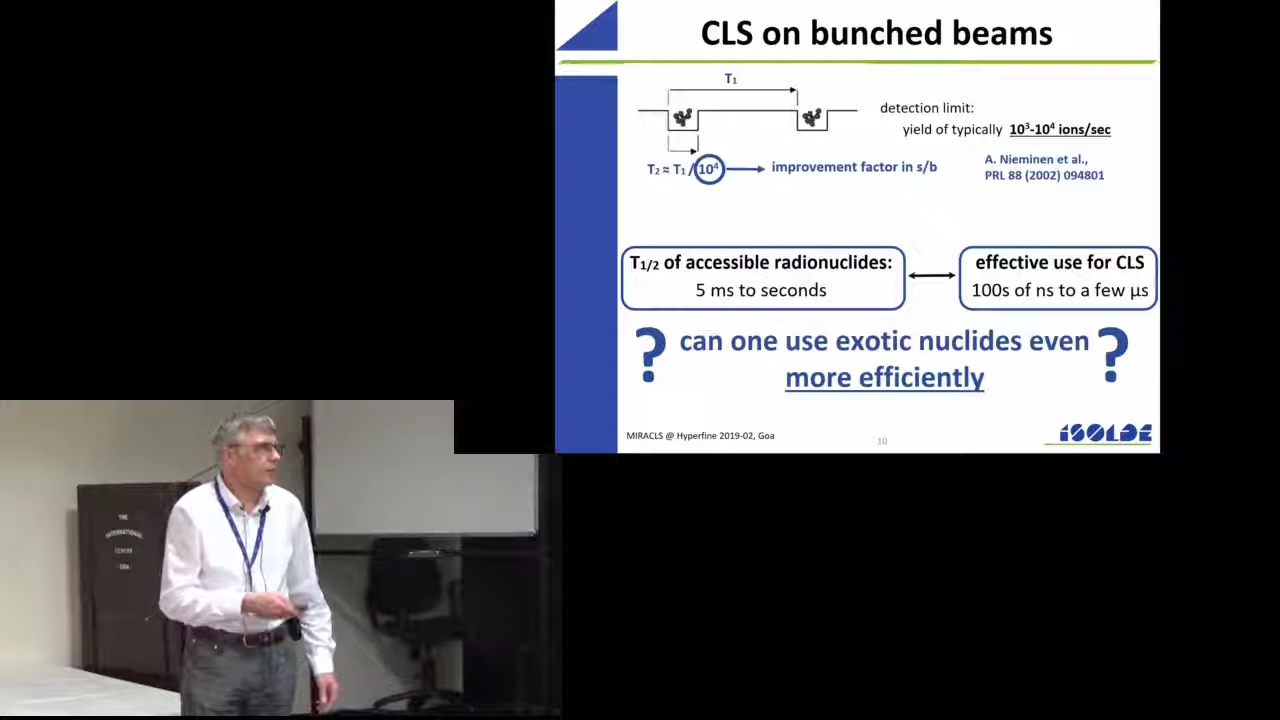 CLS on bunched beams
T1
detection limit:
yield of typically 10³-10⁴ ions/sec
T2 ≈ T1 / 10⁴
improvement factor in s/b
A. Nieminen et al.,
PRL 88 (2002) 094801
T1/2 of accessible radionuclides:
5 ms to seconds
effective use for CLS
100s of ns to a few μs
? can one use exotic nuclides even ?
more efficiently
MIRACLS @ Hyperfine 2019-02, Goa
10
ISOLDE
THE
INTERNATIONAL
CENTRE
GOA